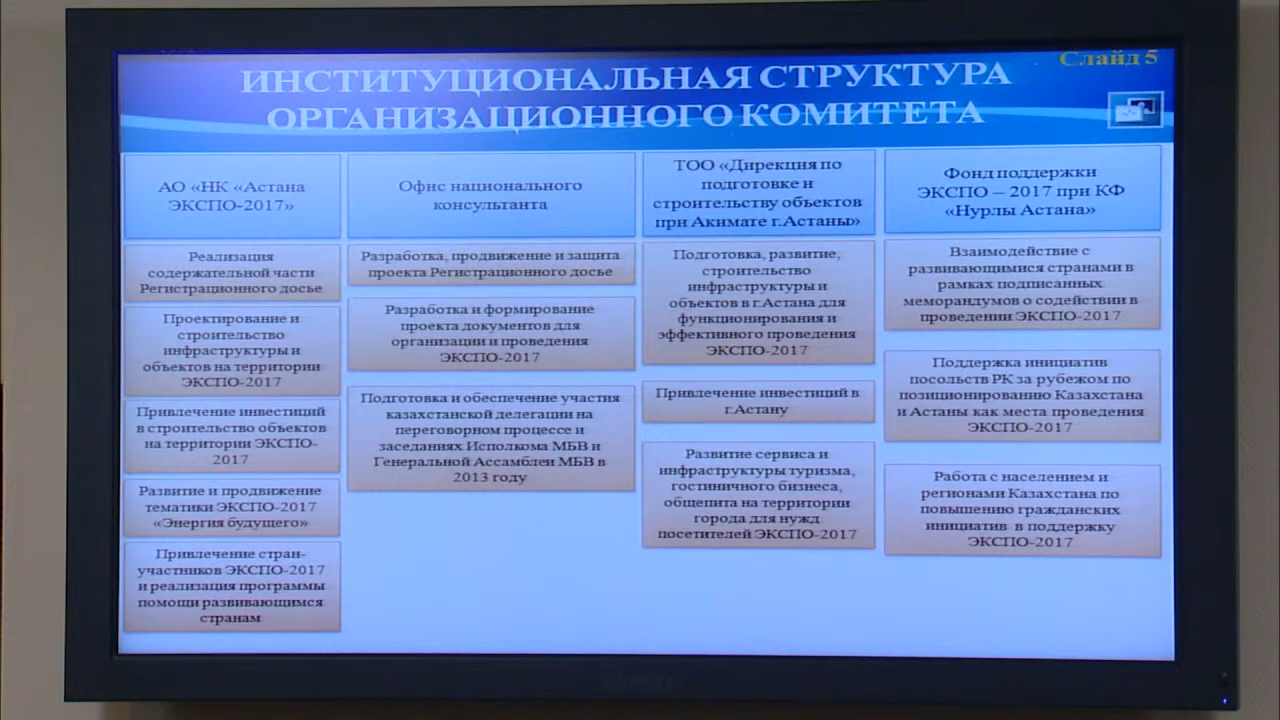 Слайд 5
ИНСТИТУЦИОНАЛЬНАЯ СТРУКТУРА
ОРГАНИЗАЦИОННОГО КОМИТЕТА
АО «НК «Астана
ЭКСПО-2017»
Реализация
содержательной части
Регистрационного досье
Проектирование и
строительство
инфраструктуры и
объектов на территории
ЭКСПО-2017
Привлечение инвестиций
в строительство объектов
на территории ЭКСПО-
2017
Развитие и продвижение
тематики ЭКСПО-2017
«Энергия будущего»
Привлечение стран-
участников ЭКСПО-2017
и реализация программы
помощи развивающимся
странам
Офис национального
консультанта
Разработка, продвижение и защита
проекта Регистрационного досье
Разработка и формирование
проекта документов для
организации и проведения
ЭКСПО-2017
Подготовка и обеспечение участия
казахстанской делегации на
переговорном процессе и
заседаниях Исполкома МБВ и
Генеральной Ассамблеи МБВ в
2013 году
ТОО «Дирекция по
подготовке и
строительству объектов
при Акимате г.Астаны»
Подготовка, развитие,
строительство
инфраструктуры и
объектов в г.Астана для
функционирования и
эффективного проведения
ЭКСПО-2017
Привлечение инвестиций в
г.Астану
Развитие сервиса и
инфраструктуры туризма,
гостиничного бизнеса,
общепита на территории
города для нужд
посетителей ЭКСПО-2017
Фонд поддержки
ЭКСПО – 2017 при КФ
«Нурлы Астана»
Взаимодействие с
развивающимися странами в
рамках подписанных
меморандумов о содействии в
проведении ЭКСПО-2017
Поддержка инициатив
посольств РК за рубежом по
позиционированию Казахстана
и Астаны как места проведения
ЭКСПО-2017
Работа с населением и
регионами Казахстана по
повышению гражданских
инициатив в поддержку
ЭКСПО-2017